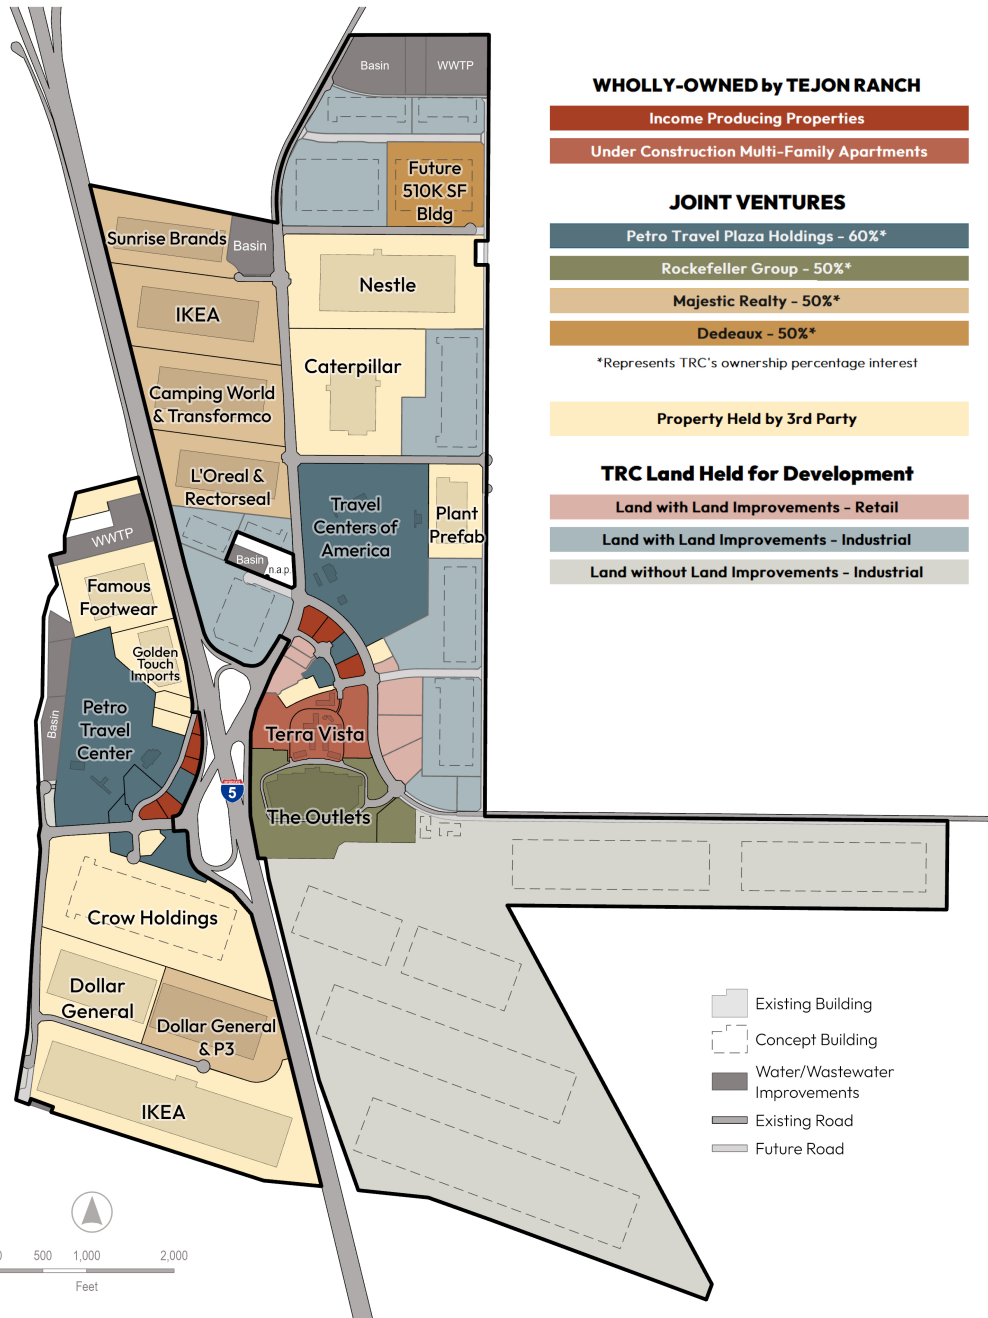 Basin
WWTP
WHOLLY-OWNED by TEJON RANCH
Income Producing Properties
Under Construction Multi-Family Apartments
Future
510K SF
Bldg
JOINT VENTURES
Petro Travel Plaza Holdings - 60%*
Rockefeller Group - 50%*
Majestic Realty - 50%*
Dedeaux - 50%*
*Represents TRC's ownership percentage interest
Property Held by 3rd Party
TRC Land Held for Development
Land with Land Improvements - Retail
Land with Land Improvements - Industrial
Land without Land Improvements - Industrial
Sunrise Brands
Basin
Nestle
IKEA
Caterpillar
Camping World
& Transformco
L'Oreal &
Rectorseal
Travel
Centers of
America
Plant
Prefab
WWTP
Basin
n.a.p.
Famous
Footwear
Golden
Touch
Imports
Basin
Petro
Travel
Center
Terra Vista
5
The Outlets
Crow Holdings
Dollar
General
Dollar General
& P3
IKEA
Existing Building
Concept Building
Water/Wastewater
Improvements
Existing Road
Future Road
0 500 1,000 2,000
Feet